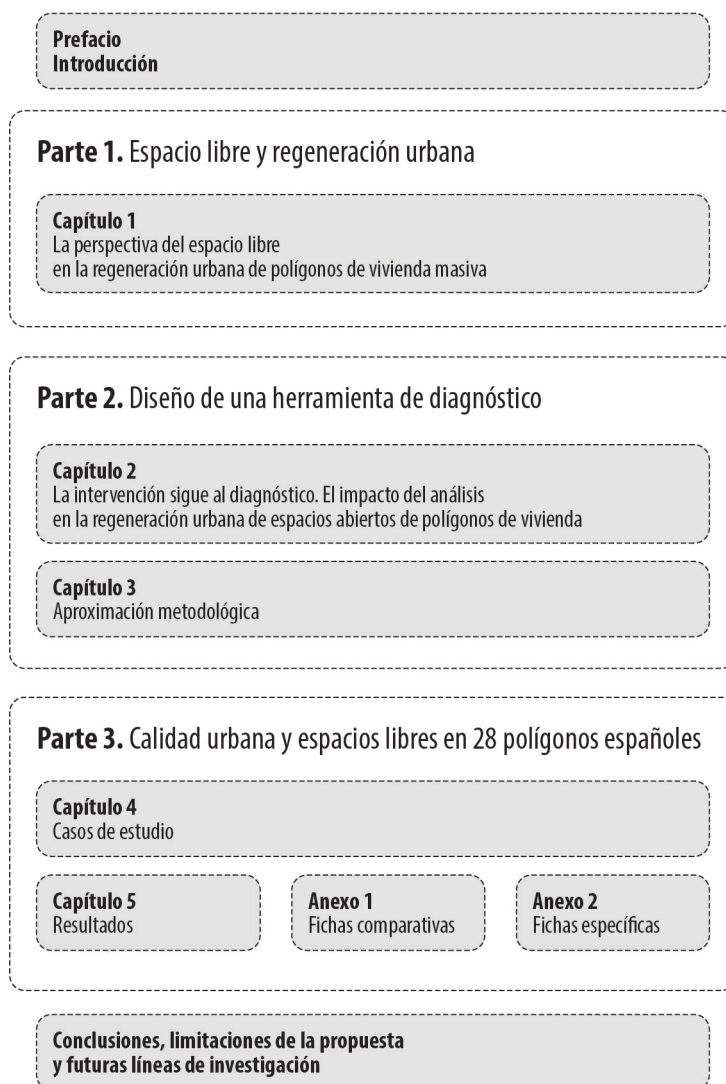 Prefacio
Introducción
Parte 1. Espacio libre y regeneración urbana
Capítulo 1
La perspectiva del espacio libre
en la regeneración urbana de polígonos de vivienda masiva
Parte 2. Diseño de una herramienta de diagnóstico
Capítulo 2
La intervención sigue al diagnóstico. El impacto del análisis
en la regeneración urbana de espacios abiertos de polígonos de vivienda
Capítulo 3
Aproximación metodológica
Parte 3. Calidad urbana y espacios libres en 28 polígonos españoles
Capítulo 4
Casos de estudio
Capítulo 5
Resultados
Anexo 1
Fichas comparativas
Anexo 2
Fichas específicas
Conclusiones, limitaciones de la propuesta
y futuras líneas de investigación